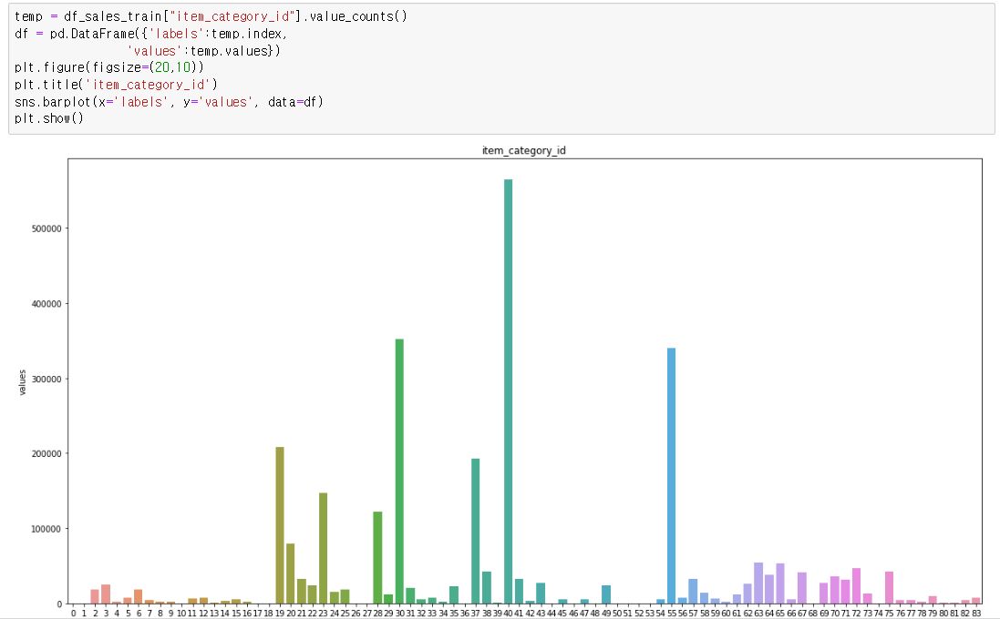 temp = df_sales_train["item_category_id"].value_counts()
df = pd.DataFrame({'labels':temp.index,
'values':temp.values})
plt.figure(figsize=(20,10))
plt.title('item_category_id')
sns.barplot(x='labels', y='values', data=df)
plt.show()
item_category_id
500000
400000
300000
200000
100000
0
values
0 1 2 3 4 5 6 7 8 9 10 11 12 13 14 15 16 17 18 19 20 21 22 23 24 25 26 27 28 29 30 31 32 33 34 35 36 37 38 39 40 41 42 43 44 45 46 47 48 49 50 51 52 53 54 55 56 57 58 59 60 61 62 63 64 65 66 67 68 69 70 71 72 73 74 75 76 77 78 79 80 81 82 83